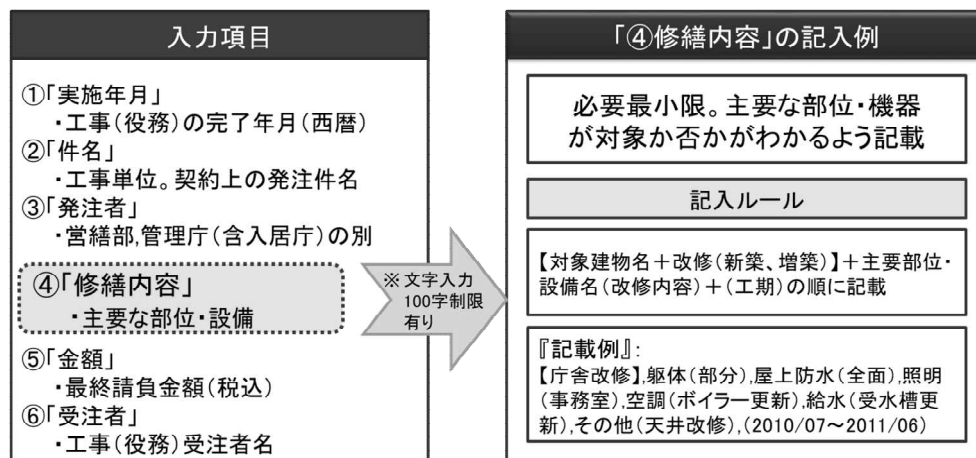 入力項目
①「実施年月」
・工事(役務)の完了年月(西暦)
②「件名」
・工事単位。契約上の発注件名
③「発注者」
・営繕部,管理庁(含入居庁)の別
④「修繕内容」
・主要な部位・設備
⑤「金額」
・最終請負金額(税込)
⑥「受注者」
・工事(役務)受注者名
※文字入力
100字制限
有り
「④修繕内容」の記入例
必要最小限。主要な部位・機器
が対象か否かがわかるよう記載
記入ルール
【対象建物名+改修(新築、増築)】+主要部位・
設備名(改修内容)+(工期)の順に記載
『記載例』:
【庁舎改修】,躯体(部分),屋上防水(全面),照明
(事務室),空調(ボイラー更新),給水(受水槽更
新),その他(天井改修),(2010/07～2011/06)